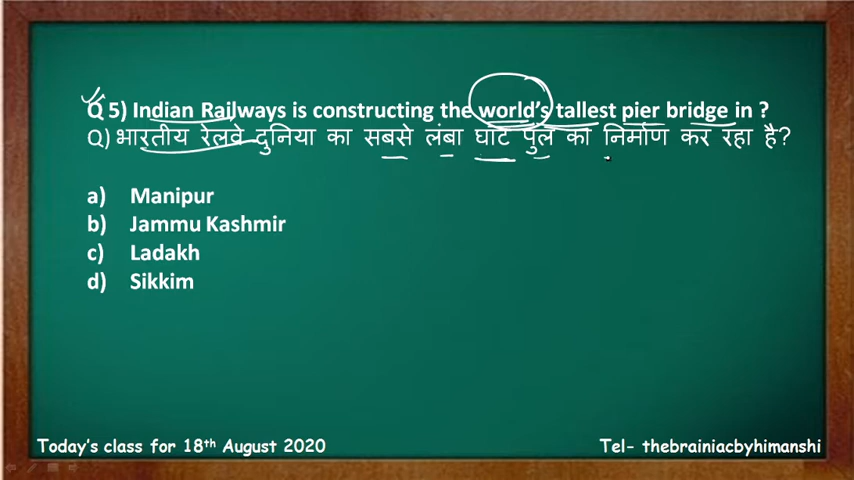 Q 5) Indian Railways is constructing the world's tallest pier bridge in ?
Q) भारतीय रेलवे दुनिया का सबसे लंबा घाट पुल का निर्माण कर रहा है?
a) Manipur
b) Jammu Kashmir
c) Ladakh
d) Sikkim
Today's class for 18th August 2020
Tel- thebrainiacbyhimanshi